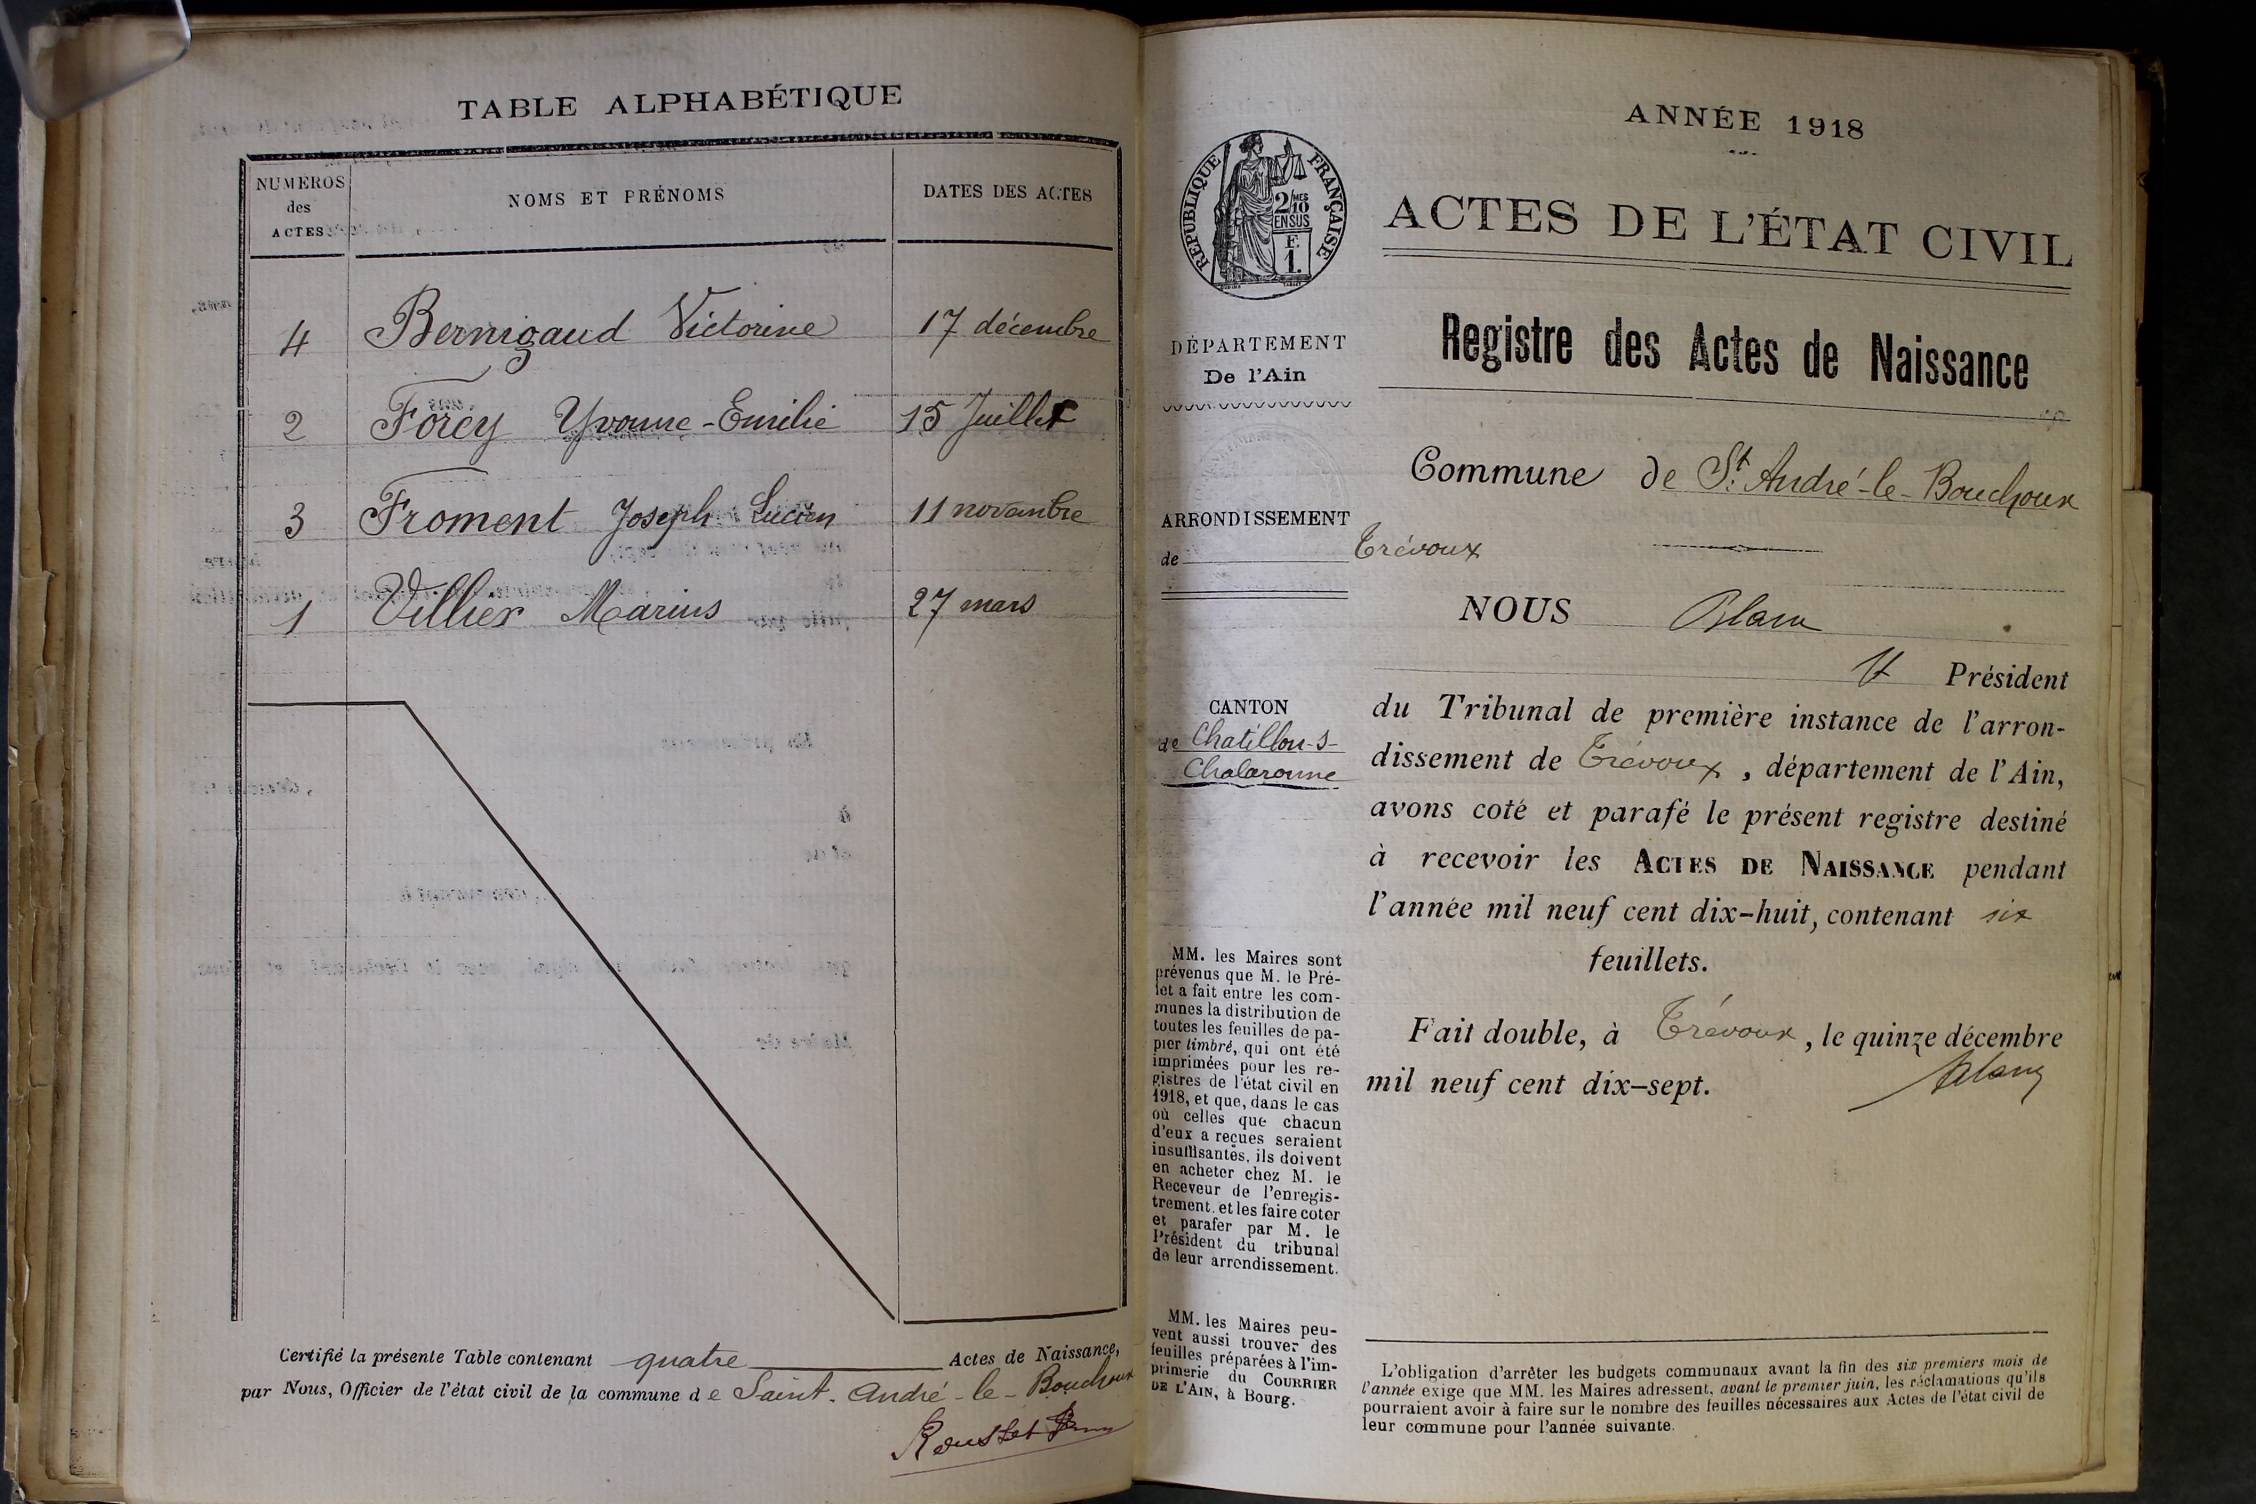 TABLE ALPHABÉTIQUE
NUMEROS
des
ACTES
NOMS ET PRÉNOMS
DATES DES ACTES
4 Bernigaud Victorine 17 décembre
2 Forey Yvonne-Emilie 15 Juillet
3 Froment Joseph Lucien 11 novembre
1 Villier Marius 27 mars
Certifié la présente Table contenant quatre Actes de Naissance,
par Nous, Officier de l'état civil de la commune de Saint-André-le-Bouchoux
Rousset
ANNÉE 1918
RÉPUBLIQUE FRANÇAISE
2/10
EN SUS
F.
1.
ACTES DE L'ÉTAT CIVIL
DÉPARTEMENT
De l'Ain
Registre des Actes de Naissance
Commune de St. André-le-Bouchoux
ARRONDISSEMENT
de Trévoux
NOUS
Président
CANTON
de Chatillon-s-
Chalaronne
du Tribunal de première instance de l'arron-
dissement de Trévoux, département de l'Ain,
avons coté et parafé le présent registre destiné
à recevoir les ACTES DE NAISSANCE pendant
l'année mil neuf cent dix-huit, contenant six
feuillets.
Fait double, à Trévoux, le quinze décembre
mil neuf cent dix-sept.
MM. les Maires sont
prévenus que M. le Pré-
fet a fait entre les com-
munes la distribution de
toutes les feuilles de pa-
pier timbré, qui ont été
imprimées pour les re-
gistres de l'état civil en
1918, et que, dans le cas
où celles que chacun
d'eux a reçues seraient
insuffisantes, ils doivent
en acheter chez M. le
Receveur de l'enregis-
trement, et les faire coter
et parafer par M. le
Président du tribunal
de leur arrondissement.
MM. les Maires peu-
vent aussi trouver des
feuilles préparées à l'im-
primerie du COURRIER
DE L'AIN, à Bourg.
L'obligation d'arrêter les budgets communaux avant la fin des six premiers mois de
l'année exige que MM. les Maires adressent, avant le premier juin, les réclamations qu'ils
pourraient avoir à faire sur le nombre des feuilles nécessaires aux Actes de l'état civil de
leur commune pour l'année suivante.